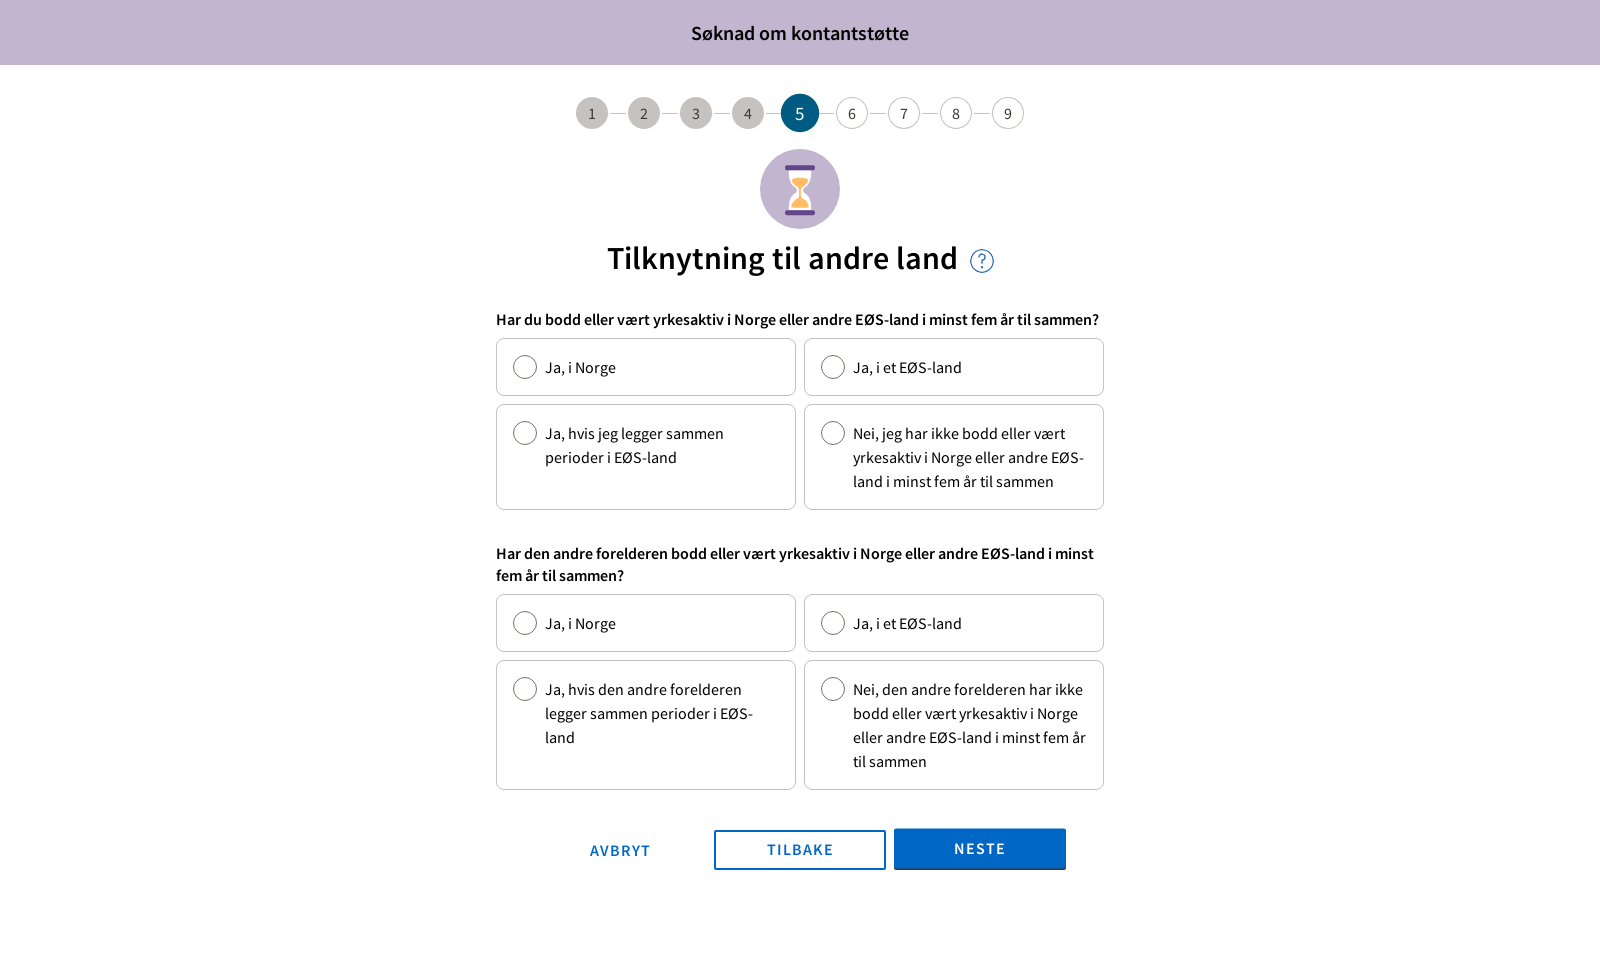 Søknad om kontantstøtte
1 2 3 4 5 6 7 8 9
Tilknytning til andre land ?
Har du bodd eller vært yrkesaktiv i Norge eller andre EØS-land i minst fem år til sammen?
Ja, i Norge
Ja, i et EØS-land
Ja, hvis jeg legger sammen
perioder i EØS-land
Nei, jeg har ikke bodd eller vært
yrkesaktiv i Norge eller andre EØS-
land i minst fem år til sammen
Har den andre forelderen bodd eller vært yrkesaktiv i Norge eller andre EØS-land i minst
fem år til sammen?
Ja, i Norge
Ja, i et EØS-land
Ja, hvis den andre forelderen
legger sammen perioder i EØS-
land
Nei, den andre forelderen har ikke
bodd eller vært yrkesaktiv i Norge
eller andre EØS-land i minst fem år
til sammen
AVBRYT
TILBAKE
NESTE